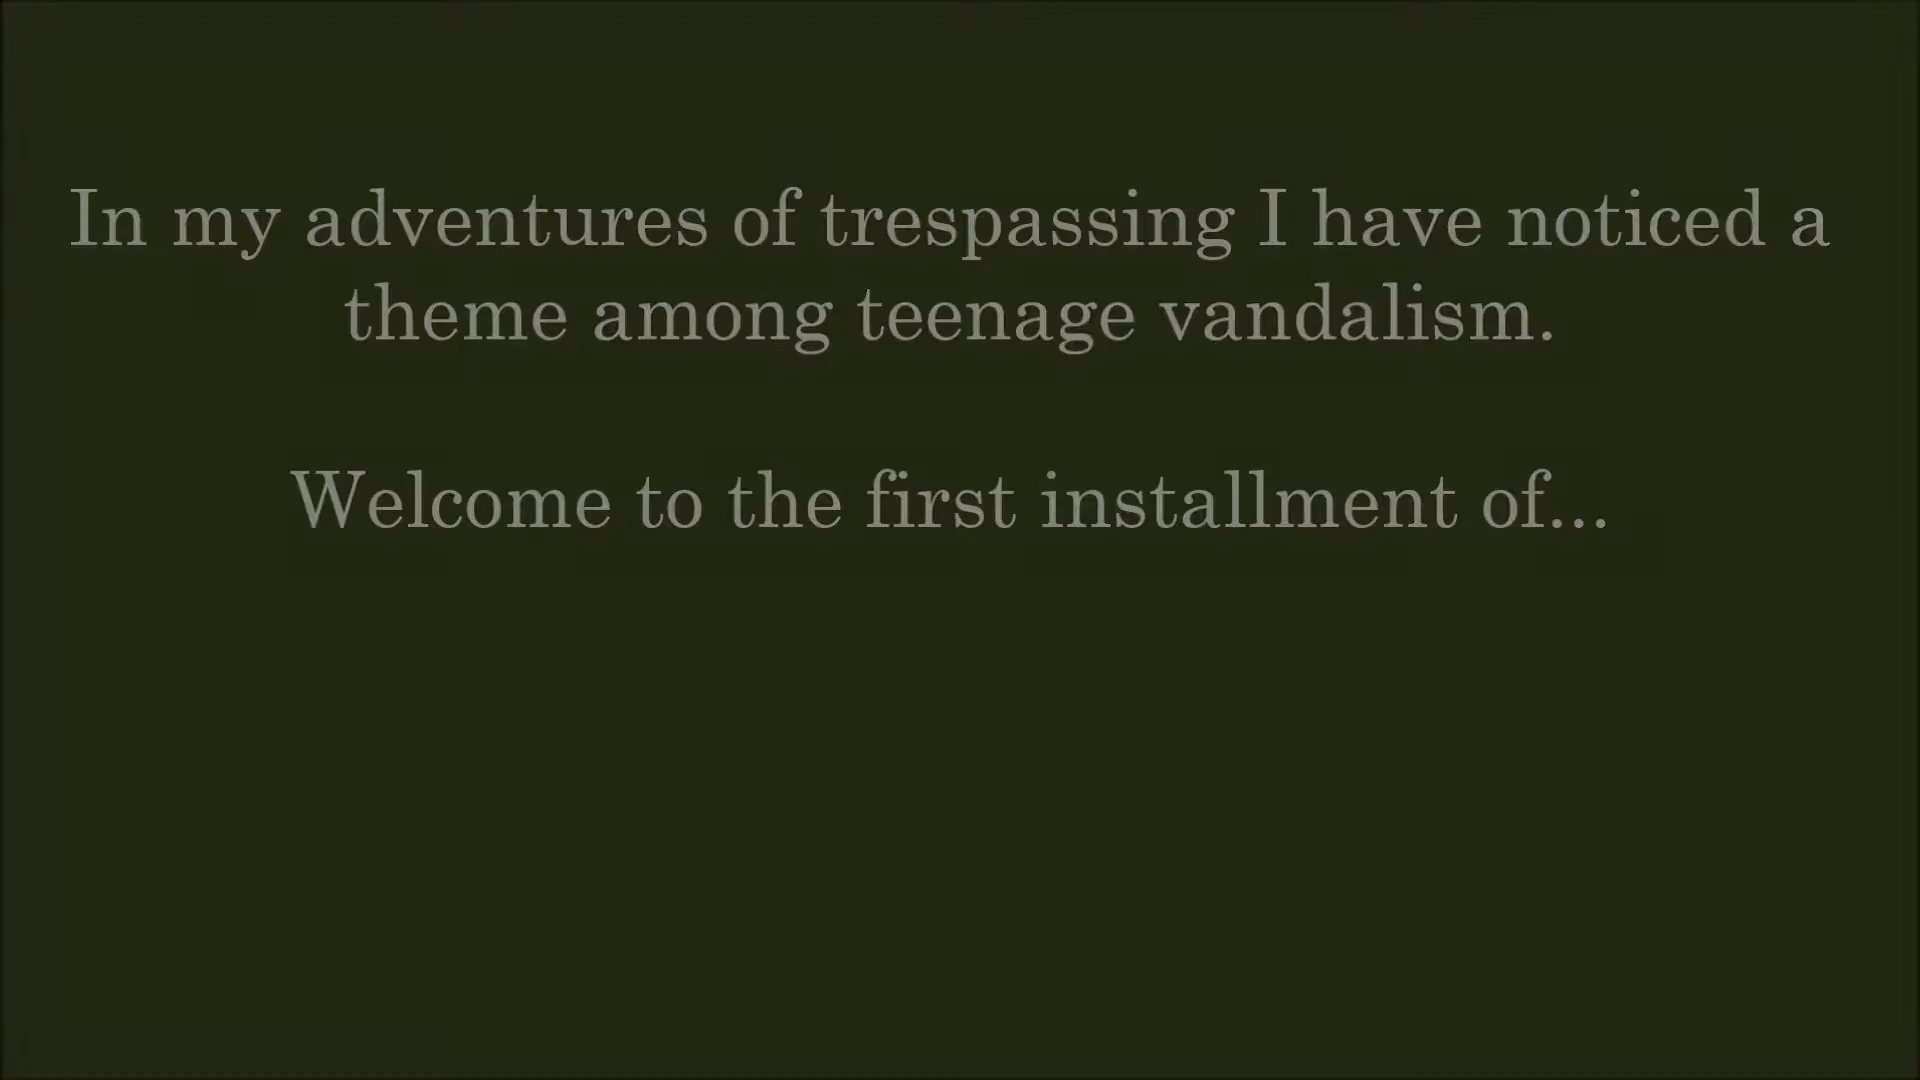 In my adventures of trespassing I have noticed a
theme among teenage vandalism.
Welcome to the first installment of...